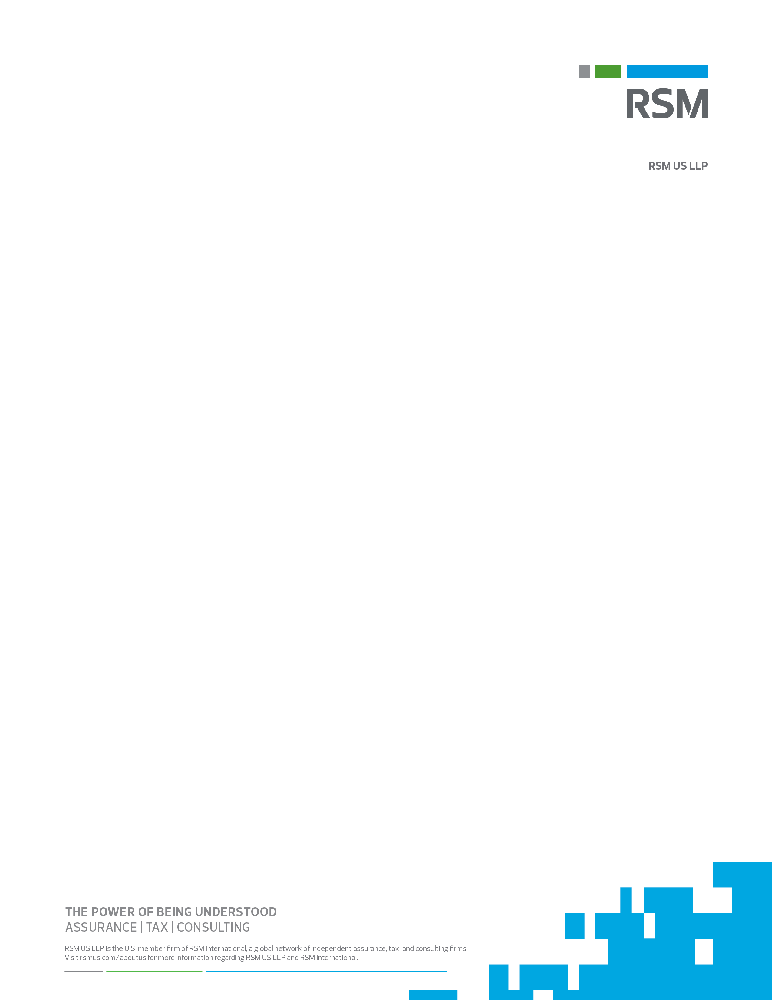 RSM
RSM US LLP
THE POWER OF BEING UNDERSTOOD
ASSURANCE | TAX | CONSULTING
RSM US LLP is the U.S. member firm of RSM International, a global network of independent assurance, tax, and consulting firms.
Visit rsmus.com/aboutus for more information regarding RSM US LLP and RSM International.